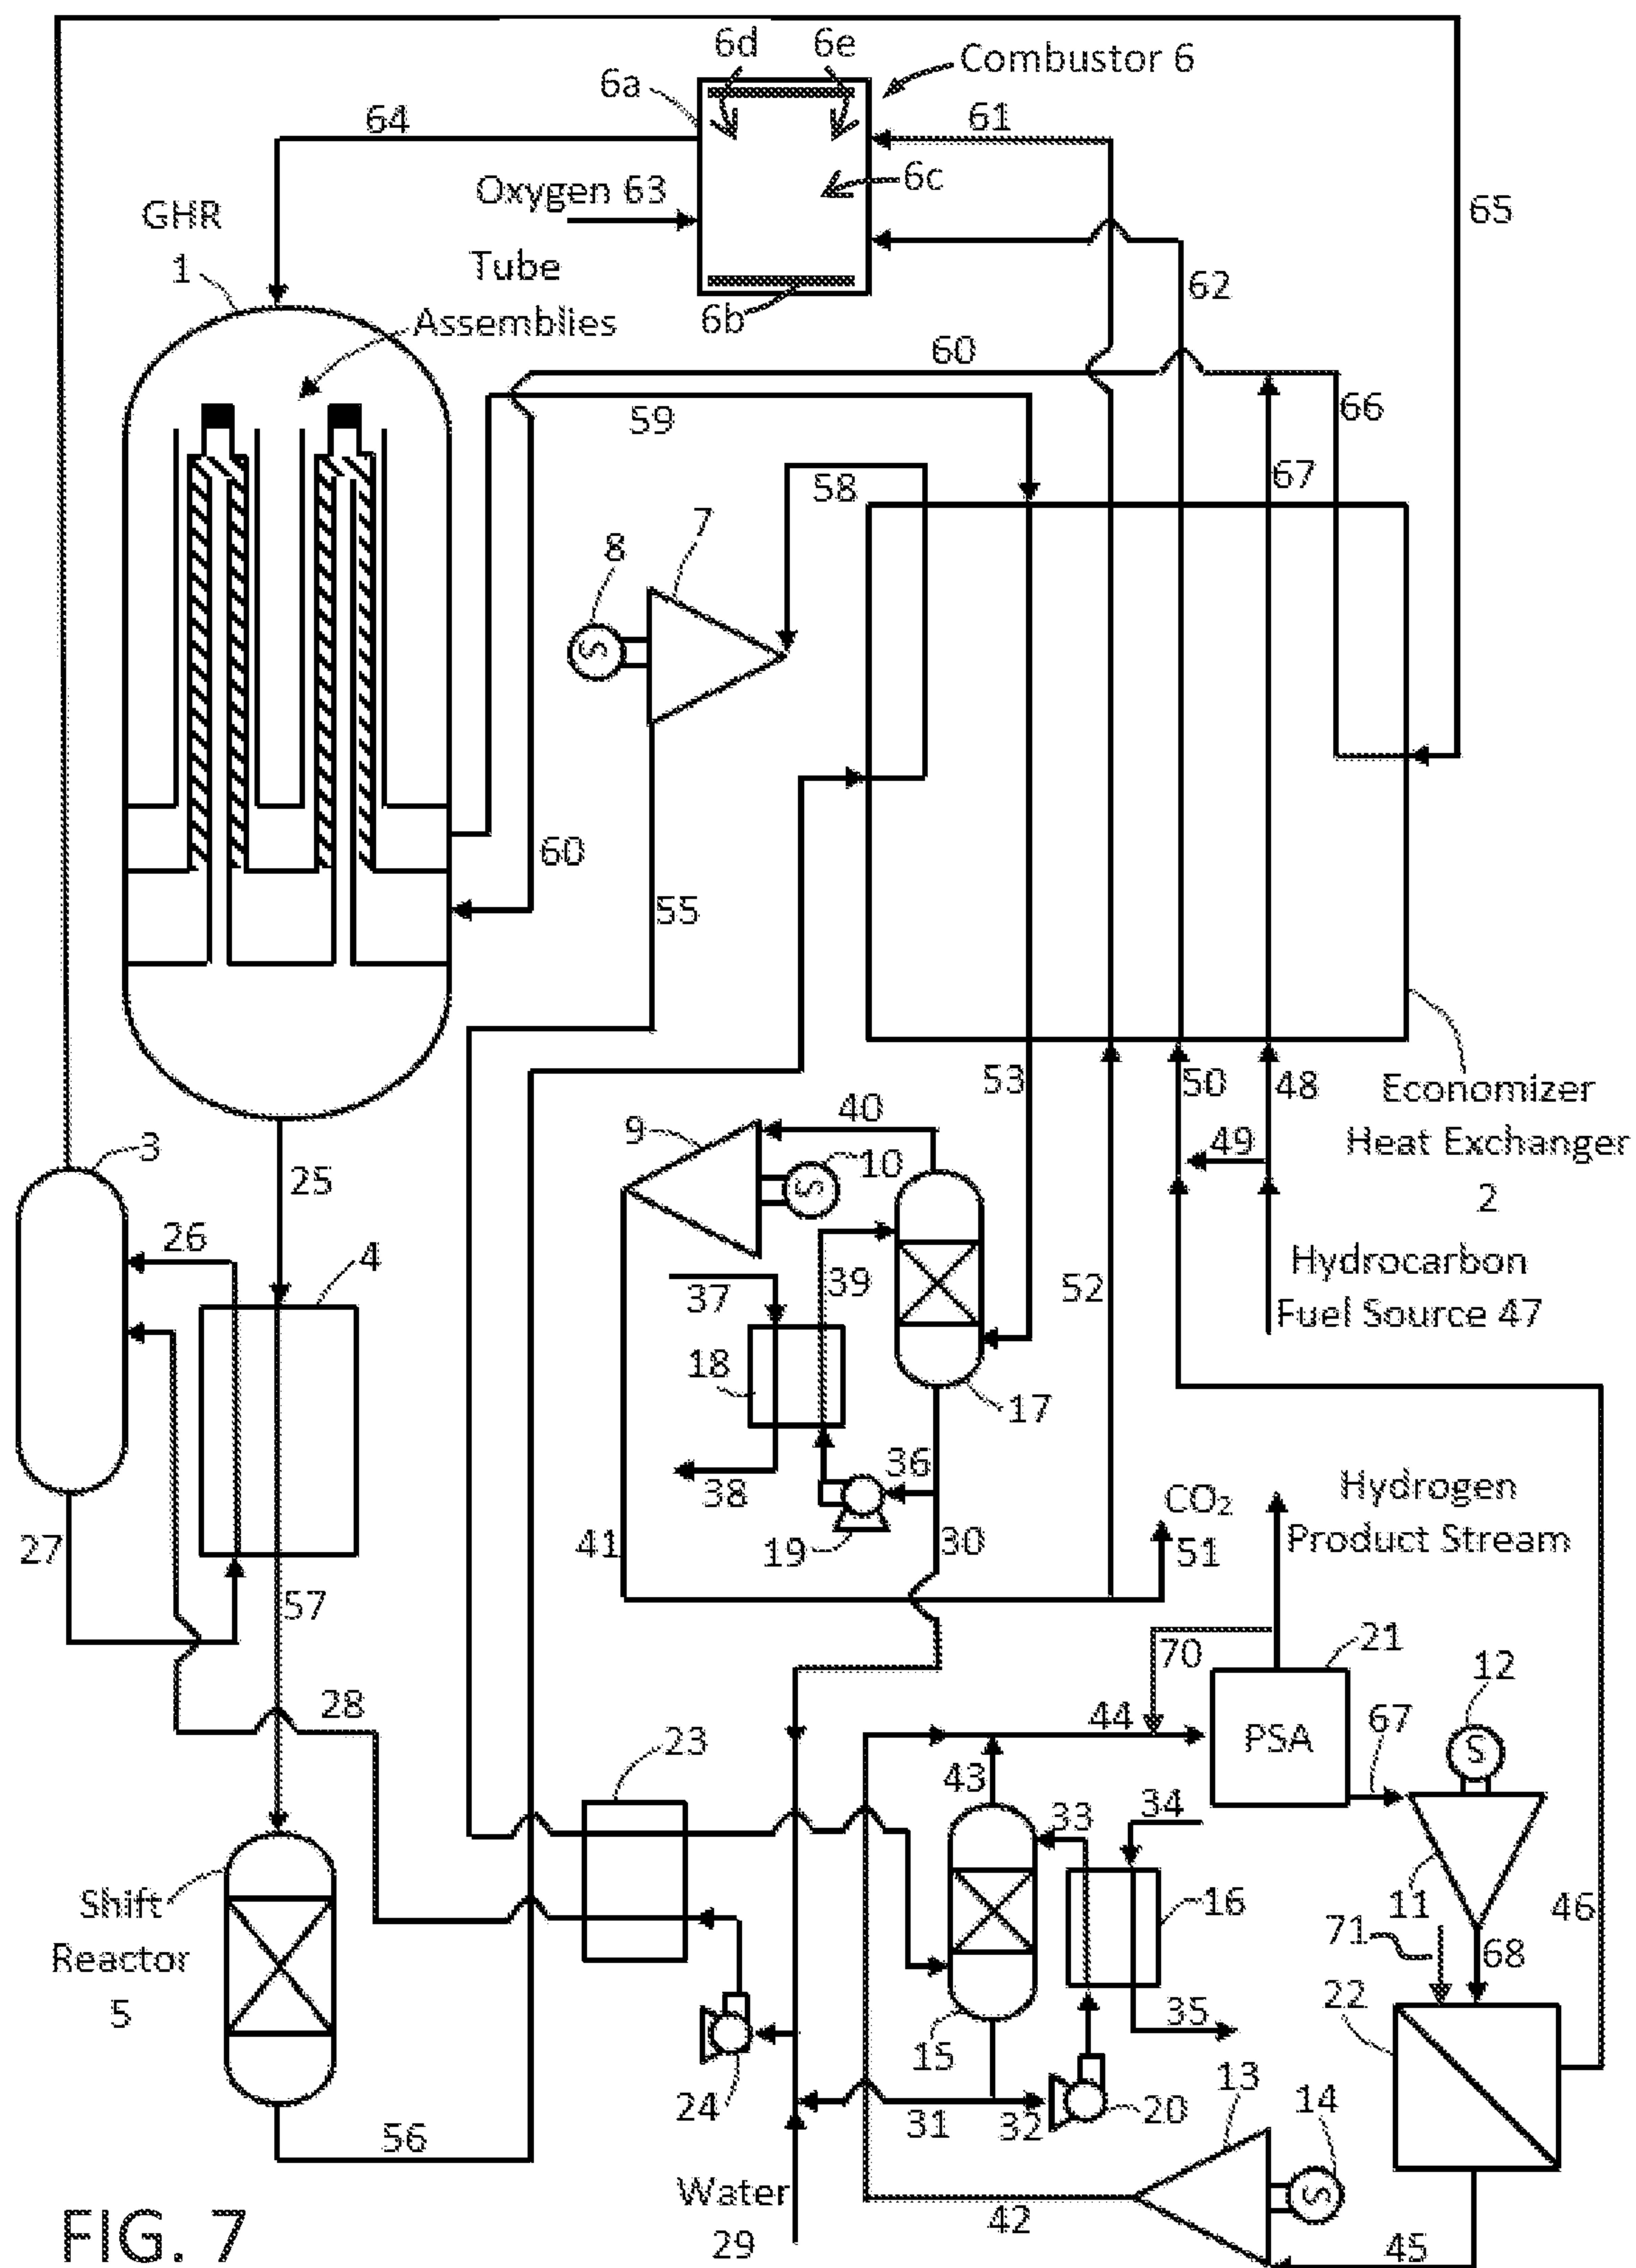 6d 6e
Combustor 6
6a
64
61
6c
Oxygen 63
65
GHR
1
Tube
Assemblies
62
6b
60
59
66
58
67
7
8
60
55
53
50
48
Economizer
Heat Exchanger
2
40
9
49
3
10
25
26
4
39
52
Hydrocarbon
Fuel Source 47
37
18
17
36
38
CO₂
51
Hydrogen
Product Stream
27
41
19
30
57
70
21
12
28
44
PSA
23
43
67
S
33
34
Shift
Reactor
5
16
11
46
71
68
22
15
35
24
13
14
31
32
20
56
Water
29
42
45
S
S
S
FIG. 7